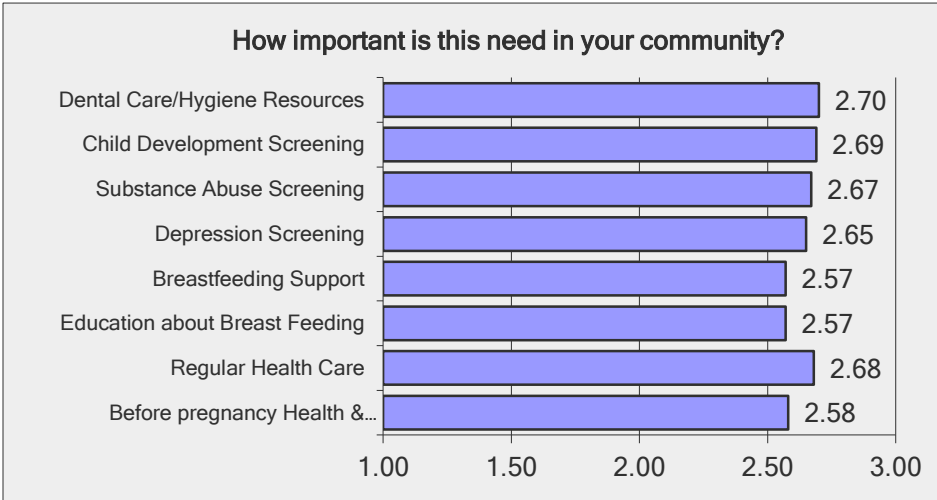 How important is this need in your community?
Dental Care/Hygiene Resources 2.70
Child Development Screening 2.69
Substance Abuse Screening 2.67
Depression Screening 2.65
Breastfeeding Support 2.57
Education about Breast Feeding 2.57
Regular Health Care 2.68
Before pregnancy Health &... 2.58
1.00 1.50 2.00 2.50 3.00